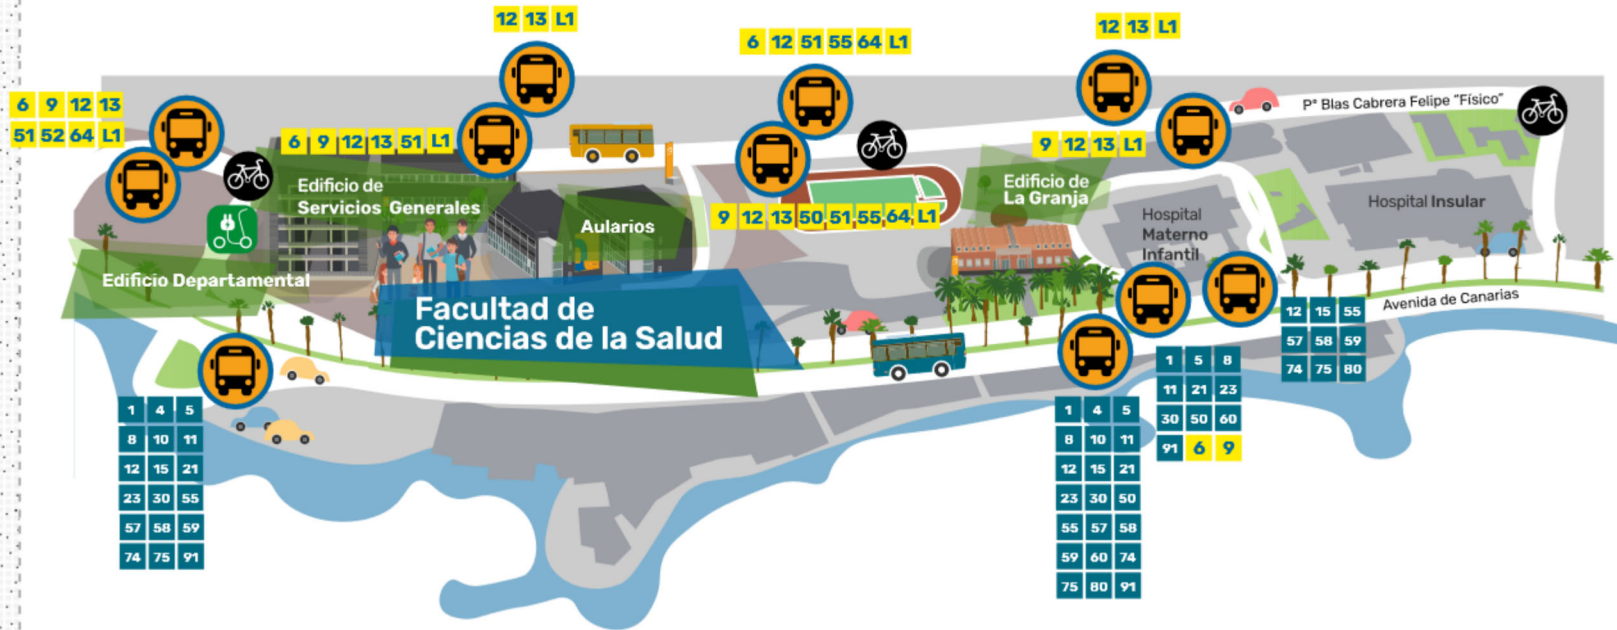 12 13 L1
6 12 51 55 64 L1
12 13 L1
6 9 12 13
51 52 64 L1
6 9 12 13 51 L1
9 12 13 L1
9 12 13 50 51 55 64 L1
Pº Blas Cabrera Felipe “Físico”
Edificio de
Servicios Generales
Aularios
Edificio de
La Granja
Hospital
Materno
Infantil
Hospital Insular
Edificio Departamental
Facultad de
Ciencias de la Salud
Avenida de Canarias
1 4 5
8 10 11
12 15 21
23 30 55
57 58 59
74 75 91
1 4 5
8 10 11
12 15 21
23 30 50
55 57 58
59 60 74
75 80 91
1 5 8
11 21 23
30 50 60
91 6 9
12 15 55
57 58 59
74 75 80